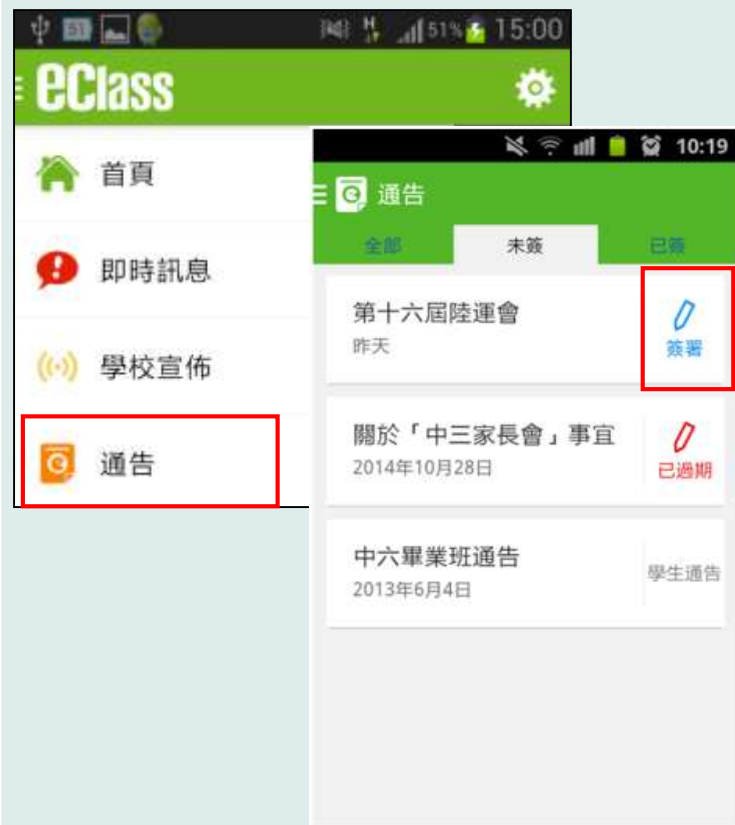 51 H 51% 15:00
eClass
首頁
即時訊息
學校宣佈
通告
10:19
通告
全部 未簽 已簽
第十六屆陸運會
昨天
簽署
關於「中三家長會」事宜
2014年10月28日
已過期
中六畢業班通告
2013年6月4日
學生通告